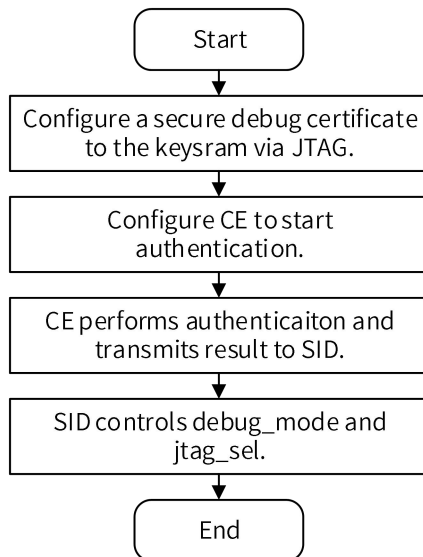 Start
Configure a secure debug certificate
to the keysram via JTAG.
Configure CE to start
authentication.
CE performs authenticaiton and
transmits result to SID.
SID controls debug_mode and
jtag_sel.
End